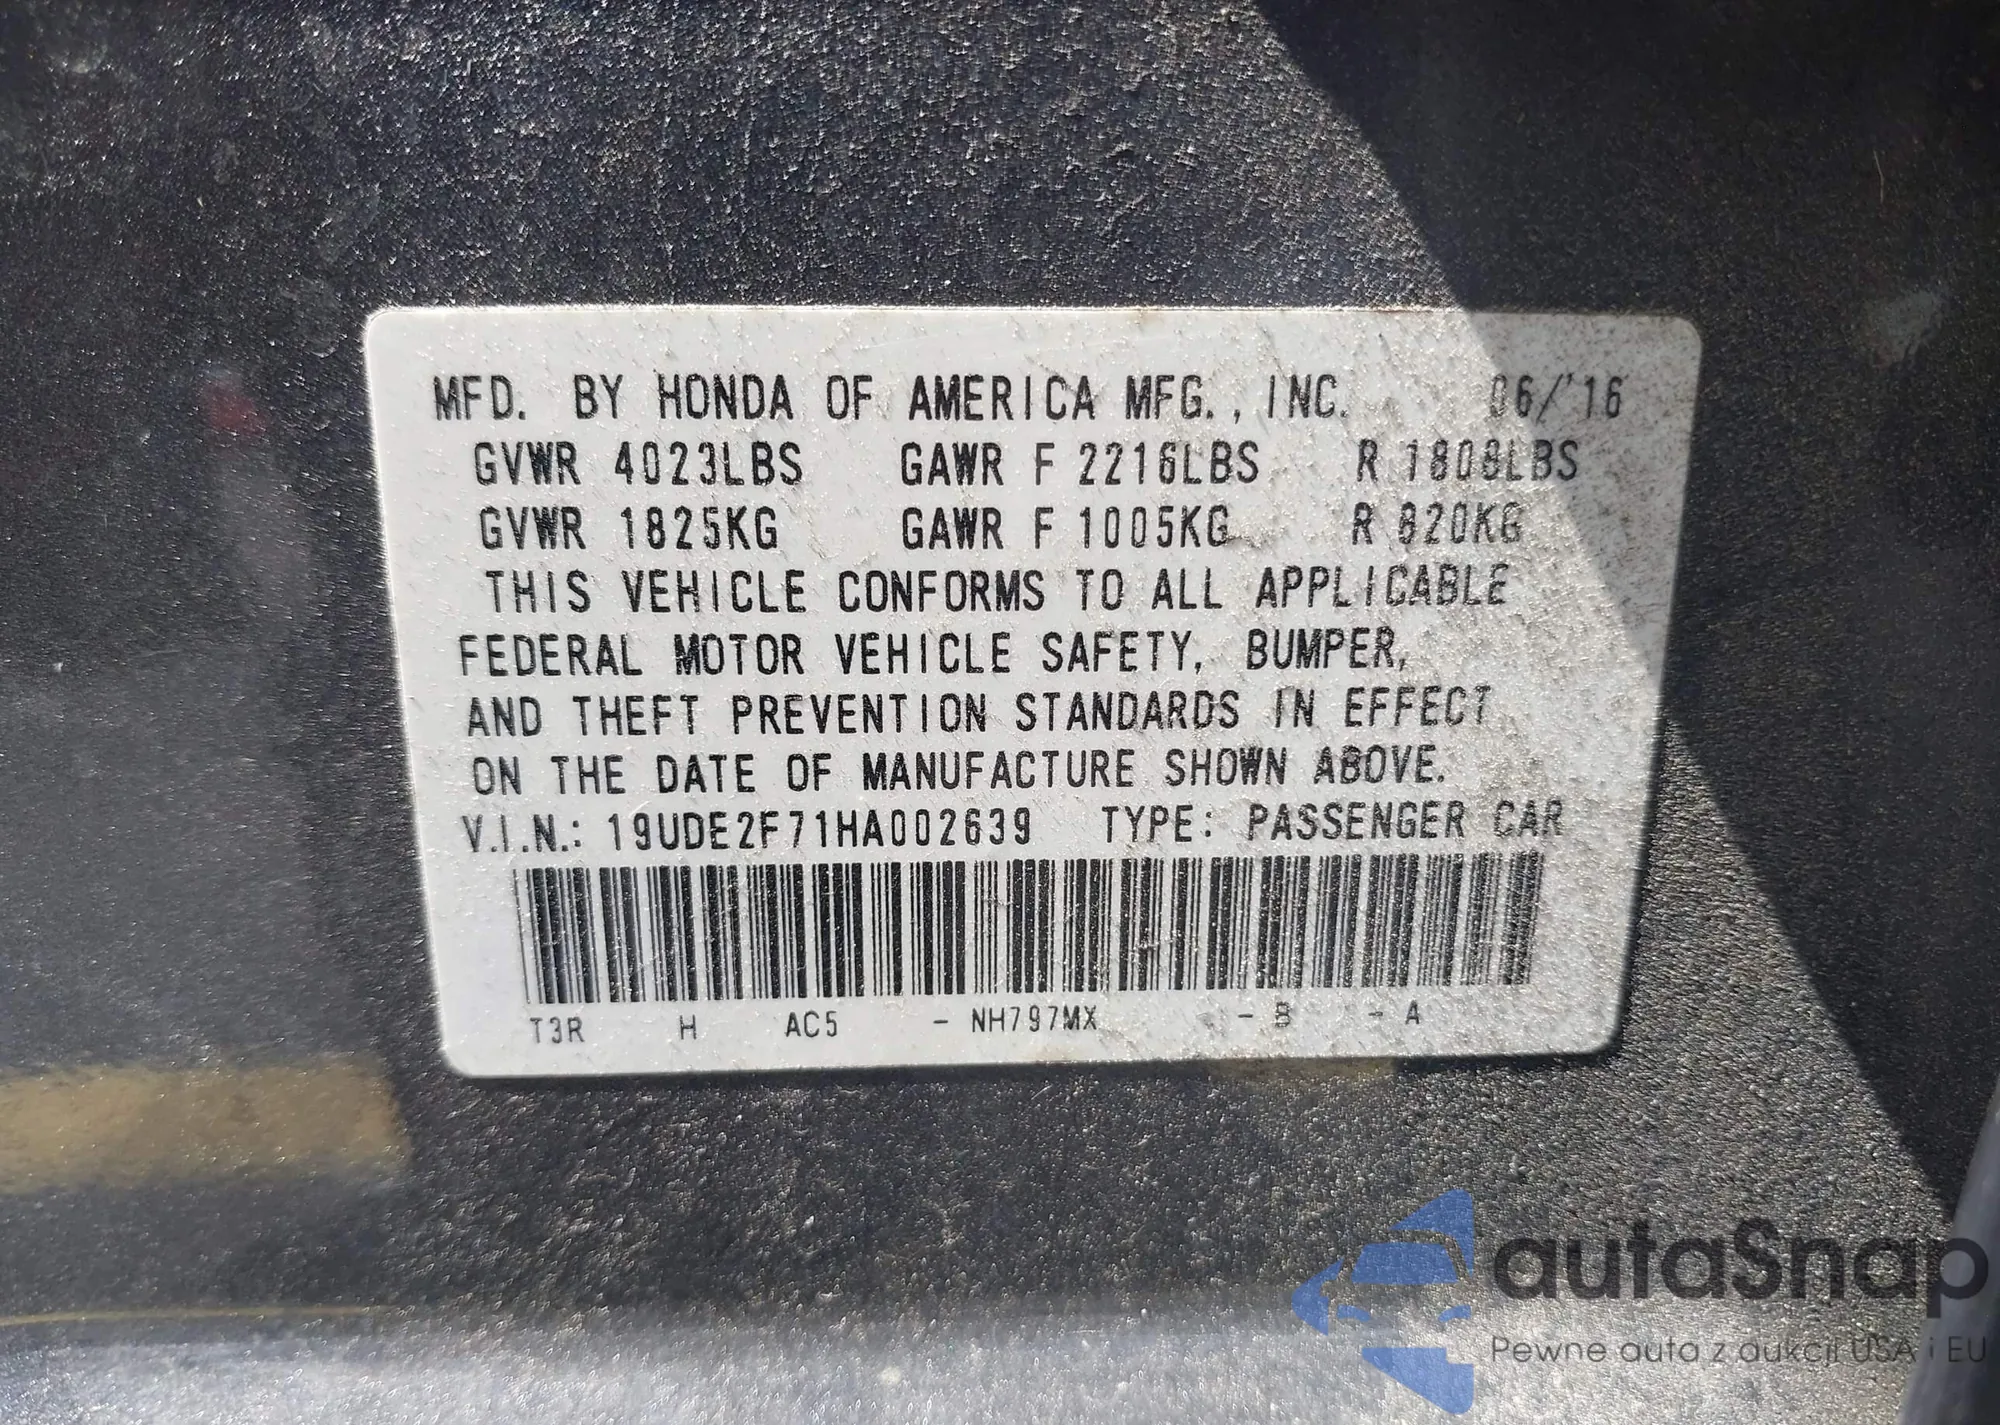 MFD. BY HONDA OF AMERICA MFG., INC. 06/'16
GVWR 4023LBS GAWR F 2216LBS R 1808LBS
GVWR 1825KG GAWR F 1005KG R 820KG
THIS VEHICLE CONFORMS TO ALL APPLICABLE
FEDERAL MOTOR VEHICLE SAFETY, BUMPER,
AND THEFT PREVENTION STANDARDS IN EFFECT
ON THE DATE OF MANUFACTURE SHOWN ABOVE.
V.I.N.: 19UDE2F71HA002639 TYPE: PASSENGER CAR
T3R H AC5 - NH797MX - B - A
autaSnap
Pewne auta z aukcji USA i EU